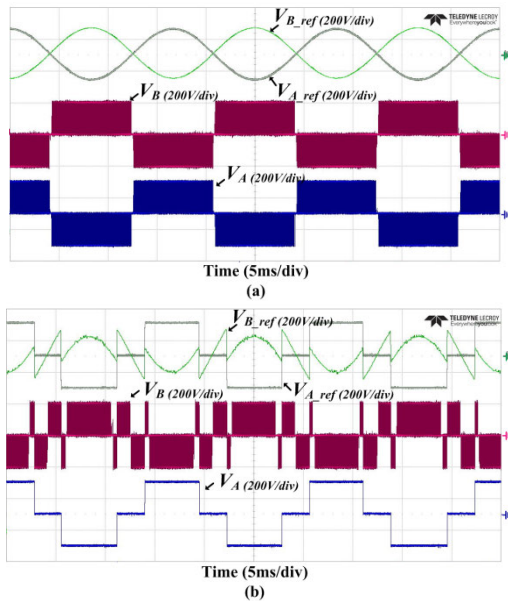 V_B_ref (200V/div)
TELEDYNE LECROY
Everywhereyoulook
V_B (200V/div)
V_A_ref (200V/div)
V_A (200V/div)
Time (5ms/div)
(a)
V_B_ref (200V/div)
TELEDYNE LECROY
Everywhereyoulook
V_B (200V/div)
V_A_ref (200V/div)
V_A (200V/div)
Time (5ms/div)
(b)